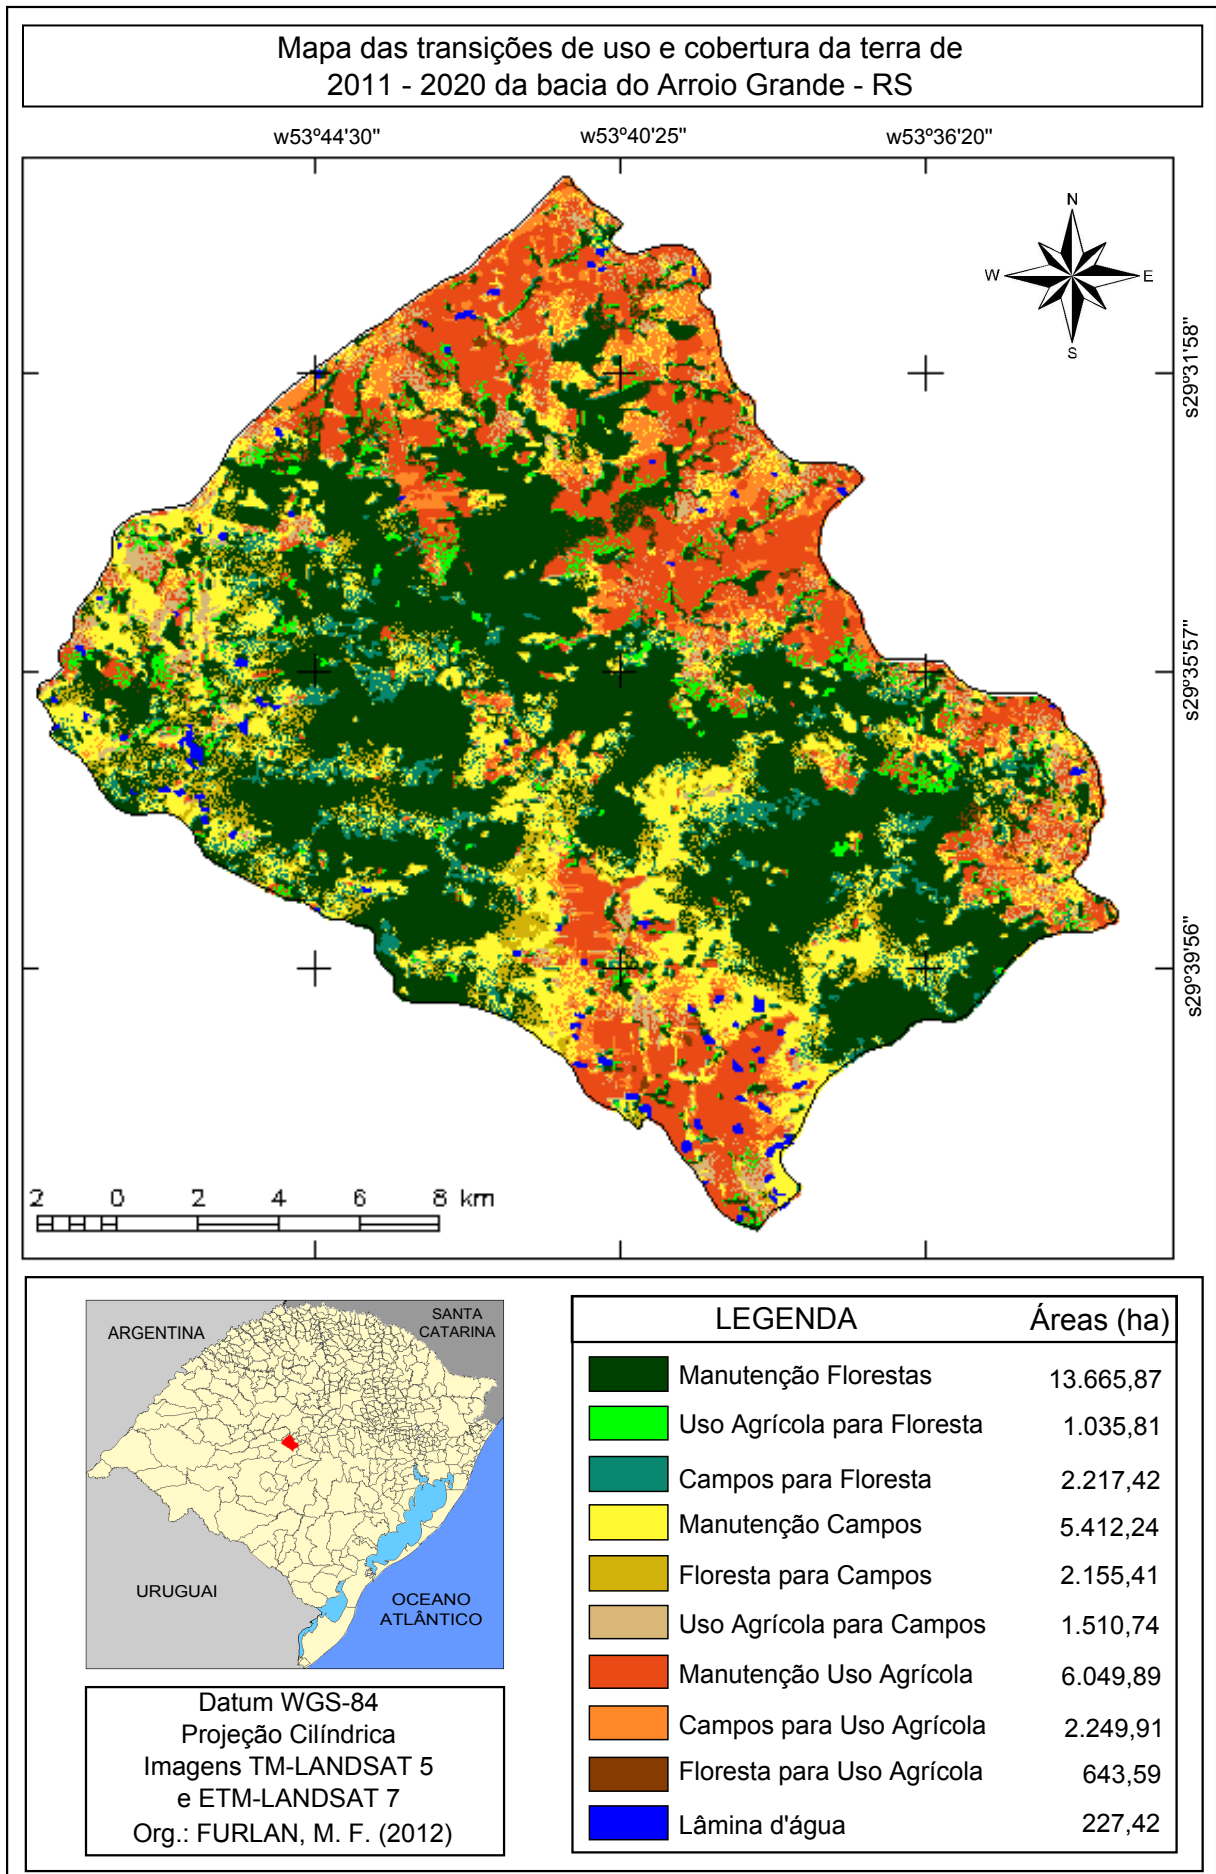 Mapa das transições de uso e cobertura da terra de
2011 - 2020 da bacia do Arroio Grande - RS
w53º44'30"
w53º40'25"
w53º36'20"
N
W
E
S
s29º31'58"
s29º35'57"
s29º39'56"
2 0 2 4 6 8 km
ARGENTINA
SANTA
CATARINA
URUGUAI
OCEANO
ATLÂNTICO
Datum WGS-84
Projeção Cilíndrica
Imagens TM-LANDSAT 5
e ETM-LANDSAT 7
Org.: FURLAN, M. F. (2012)
LEGENDA Áreas (ha)
Manutenção Florestas 13.665,87
Uso Agrícola para Floresta 1.035,81
Campos para Floresta 2.217,42
Manutenção Campos 5.412,24
Floresta para Campos 2.155,41
Uso Agrícola para Campos 1.510,74
Manutenção Uso Agrícola 6.049,89
Campos para Uso Agrícola 2.249,91
Floresta para Uso Agrícola 643,59
Lâmina d'água 227,42